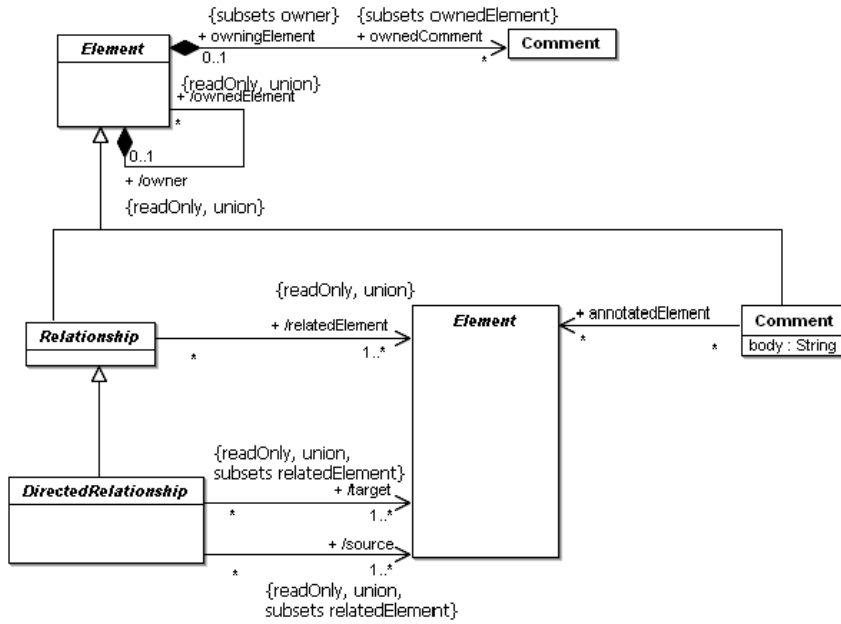 {subsets owner} {subsets ownedElement}
Element + owningElement + ownedComment Comment
0..1 *
{readOnly, union}
+ /ownedElement
*
0..1
+ /owner
{readOnly, union}
{readOnly, union}
Relationship + /relatedElement Element + annotatedElement Comment
* 1..* * * body : String
{readOnly, union,
subsets relatedElement}
DirectedRelationship + /target
* 1..*
+ /source
* 1..*
{readOnly, union,
subsets relatedElement}